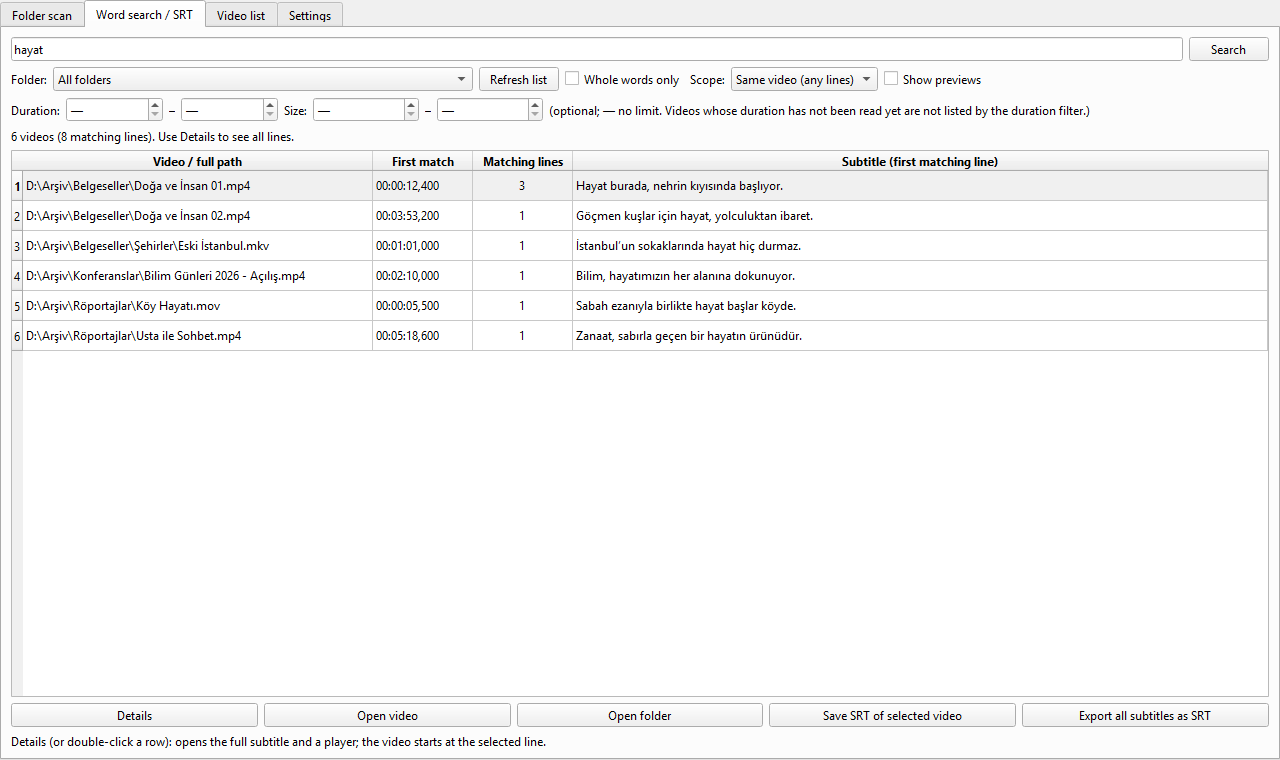 Folder scan Word search / SRT Video list Settings
hayat Search
Folder: All folders Refresh list Whole words only Scope: Same video (any lines) Show previews
Duration: — – — Size: — – — (optional; — no limit. Videos whose duration has not been read yet are not listed by the duration filter.)
6 videos (8 matching lines). Use Details to see all lines.
Video / full path First match Matching lines Subtitle (first matching line)
1 D:\Arşiv\Belgeseller\Doğa ve İnsan 01.mp4 00:00:12,400 3 Hayat burada, nehrin kıyısında başlıyor.
2 D:\Arşiv\Belgeseller\Doğa ve İnsan 02.mp4 00:03:53,200 1 Göçmen kuşlar için hayat, yolculuktan ibaret.
3 D:\Arşiv\Belgeseller\Şehirler\Eski İstanbul.mkv 00:01:01,000 1 İstanbul'un sokaklarında hayat hiç durmaz.
4 D:\Arşiv\Konferanslar\Bilim Günleri 2026 - Açılış.mp4 00:02:10,000 1 Bilim, hayatımızın her alanına dokunuyor.
5 D:\Arşiv\Röportajlar\Köy Hayatı.mov 00:00:05,500 1 Sabah ezanıyla birlikte hayat başlar köyde.
6 D:\Arşiv\Röportajlar\Usta ile Sohbet.mp4 00:05:18,600 1 Zanaat, sabırla geçen bir hayatın ürünüdür.
Details Open video Open folder Save SRT of selected video Export all subtitles as SRT
Details (or double-click a row): opens the full subtitle and a player; the video starts at the selected line.